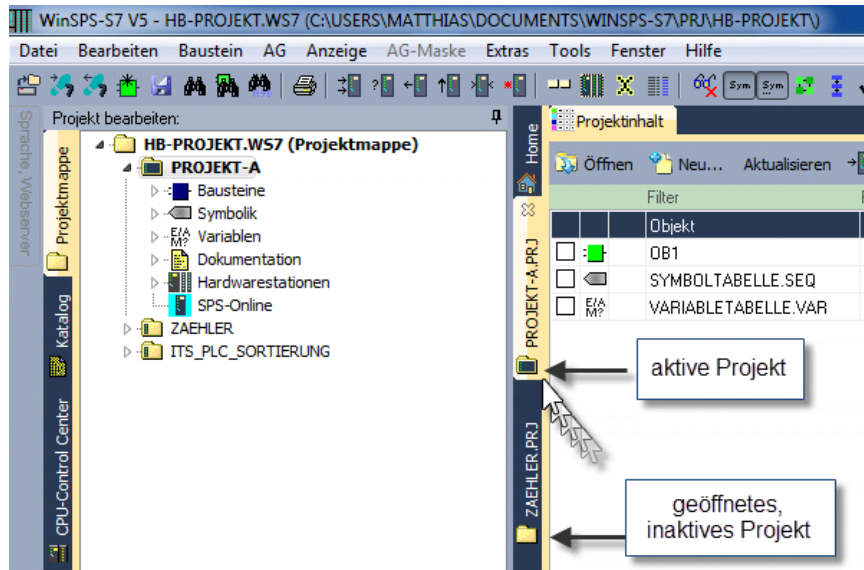 WinSPS-S7 V5 - HB-PROJEKT.WS7 (C:\USERS\MATTHIAS\DOCUMENTS\WINSPS-S7\PRJ\HB-PROJEKT\)
Datei Bearbeiten Baustein AG Anzeige AG-Maske Extras Tools Fenster Hilfe
Sym Sym
Sprache, Webserver
Projekt bearbeiten:
Projektmappe
Katalog
CPU-Control Center
HB-PROJEKT.WS7 (Projektmappe)
PROJEKT-A
Bausteine
Symbolik
E/A M? Variablen
Dokumentation
Hardwarestationen
SPS-Online
ZAEHLER
ITS_PLC_SORTIERUNG
Home
PROJEKT-A.PRJ
ZAEHLER.PRJ
Projektinhalt
Öffnen Neu... Aktualisieren
Filter
Objekt
OB1
SYMBOLTABELLE.SEQ
E/A M? VARIABLETABELLE.VAR
aktive Projekt
geöffnetes,
inaktives Projekt